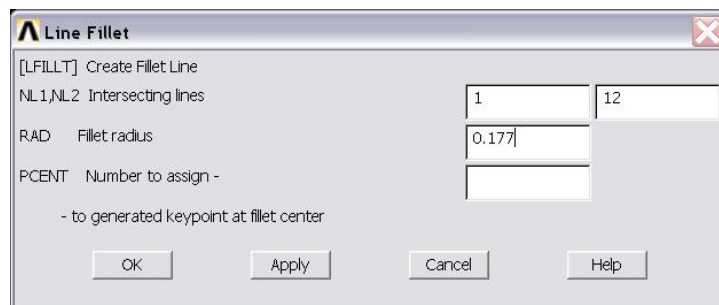 Line Fillet
[LFILLT] Create Fillet Line
NL1,NL2 Intersecting lines 1 12
RAD Fillet radius 0.177
PCENT Number to assign -
- to generated keypoint at fillet center
OK Apply Cancel Help